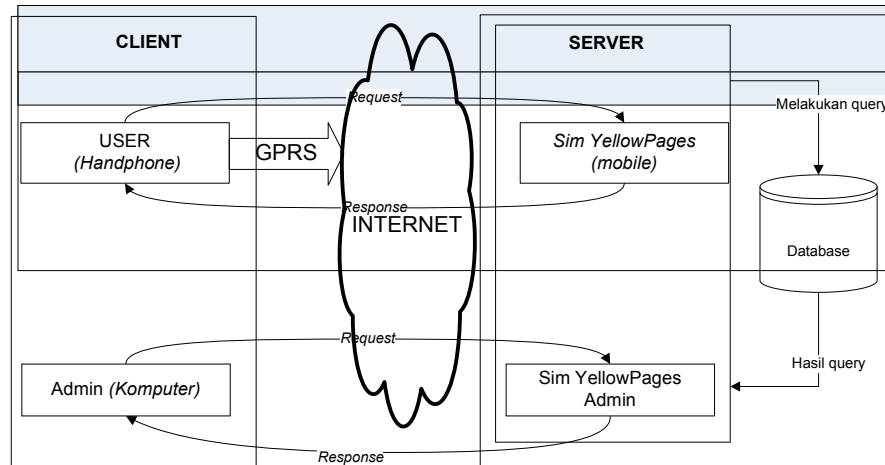 CLIENT
SERVER
Request
Melakukan query
USER
(Handphone)
GPRS
Sim YellowPages
(mobile)
Response
INTERNET
Database
Request
Hasil query
Admin (Komputer)
Sim YellowPages
Admin
Response